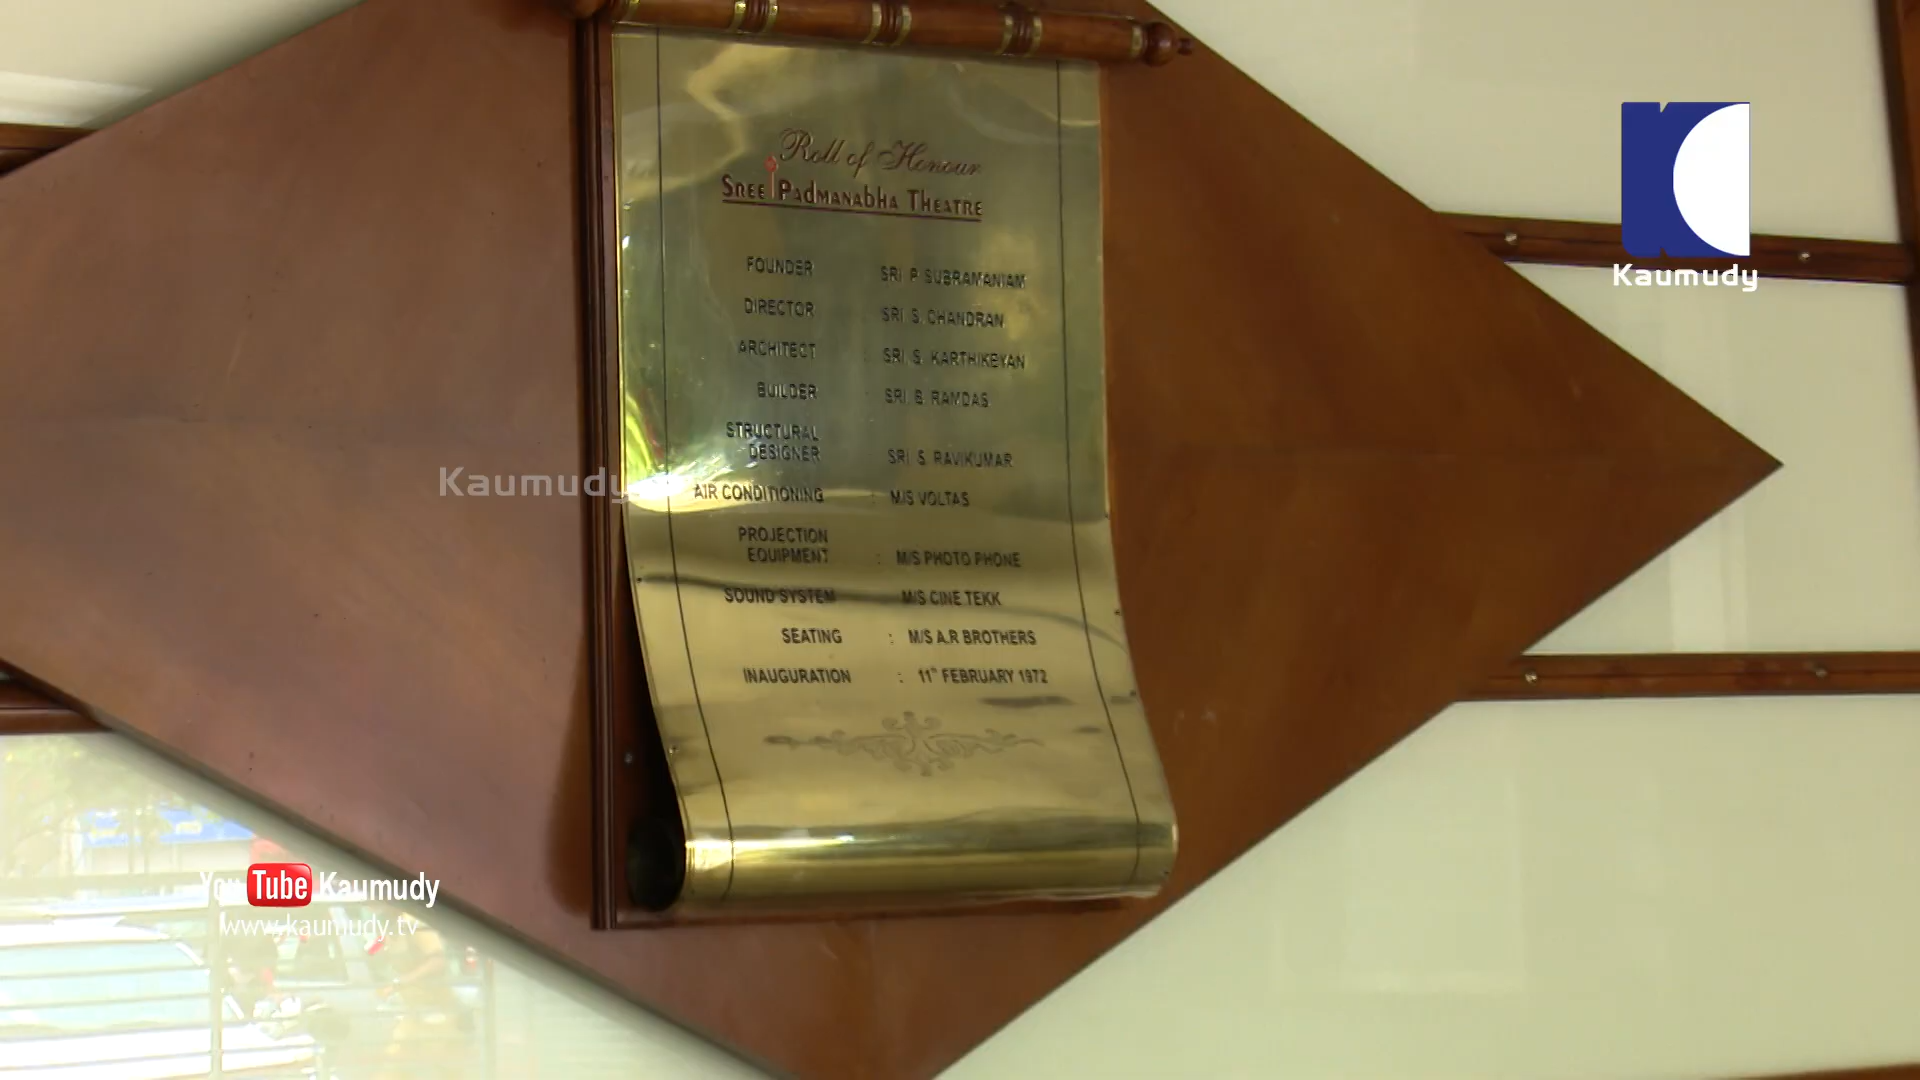 Roll of Honour
SREE PADMANABHA THEATRE
FOUNDER SRI P SUBRAMANIAM
DIRECTOR SRI S. CHANDRAN
ARCHITECT : SRI S. KARTHIKEYAN
BUILDER : SRI. B. RAMDAS
STRUCTURAL
DESIGNER SRI S RAVIKUMAR
AIR CONDITIONING : M/S VOLTAS
PROJECTION
EQUIPMENT : M/S PHOTO PHONE
SOUND SYSTEM M/S CINE TEKK
SEATING : M/S A.R BROTHERS
INAUGURATION : 11th FEBRUARY 1972
Kaumudy
Kaumudy
You Tube Kaumudy
www.kaumudy.tv